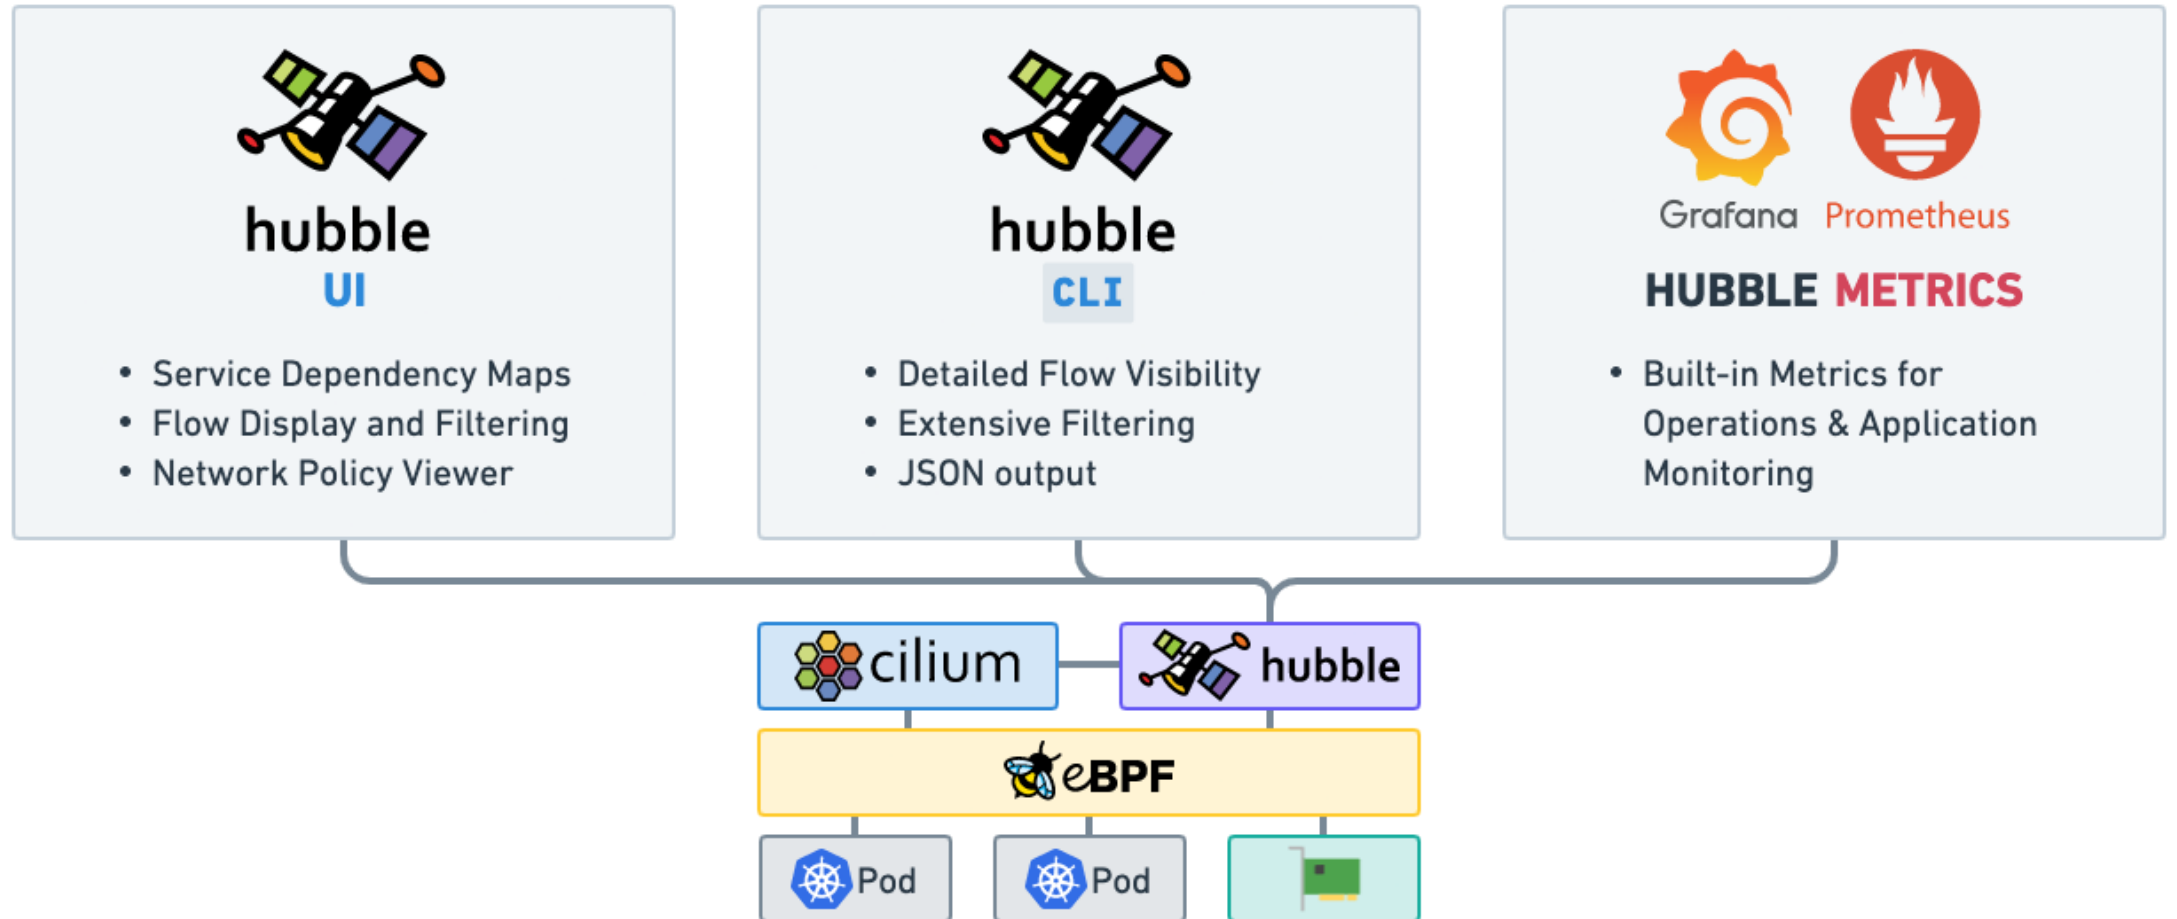 hubble
UI
• Service Dependency Maps
• Flow Display and Filtering
• Network Policy Viewer
hubble
CLI
• Detailed Flow Visibility
• Extensive Filtering
• JSON output
Grafana Prometheus
HUBBLE METRICS
• Built-in Metrics for
Operations & Application
Monitoring
cilium
hubble
eBPF
Pod
Pod